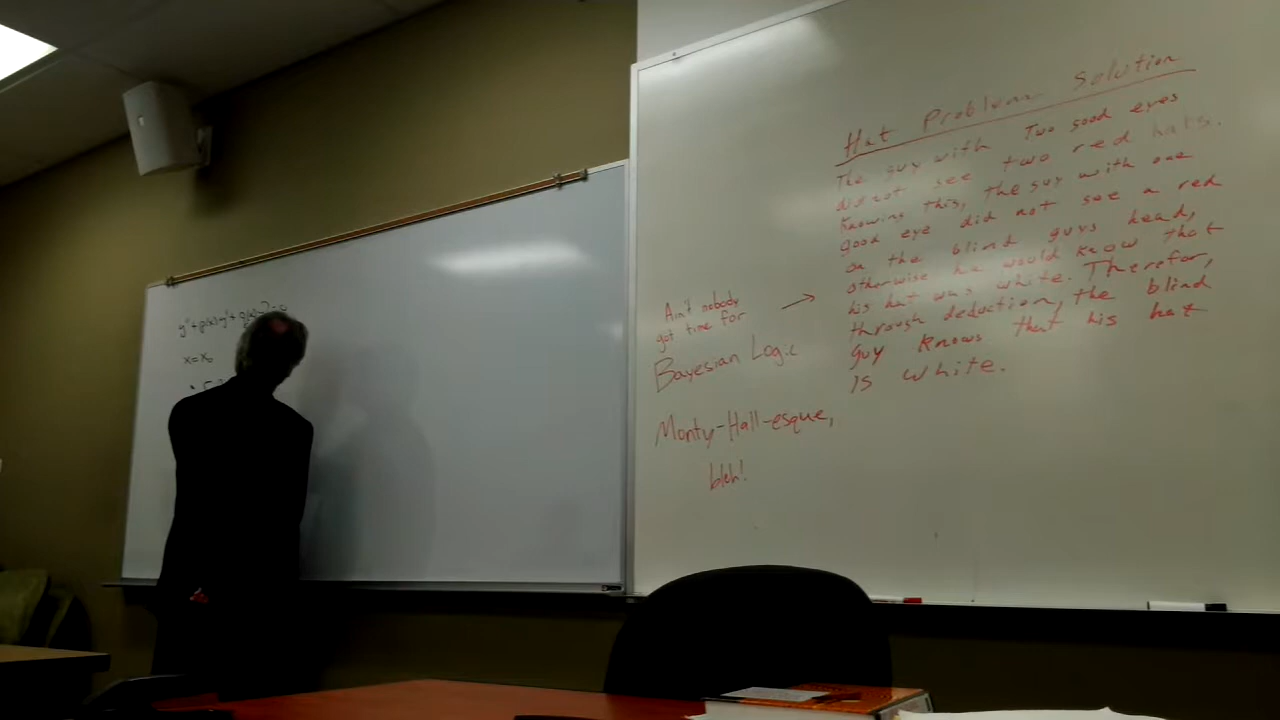 y"+p(x)y'+q(x)
x=x₀
Hat Problem Solution
The guy with Two good eyes
did not see two red hats.
Knowing this, the guy with one
good eye did not see a red
on the blind guys head,
otherwise he would know that
his hat was white. Therefor,
through deduction, the blind
guy knows that his hat
is white.
Ain't nobody
got time for
Bayesian Logic
Monty-Hall-esque,
bleh!